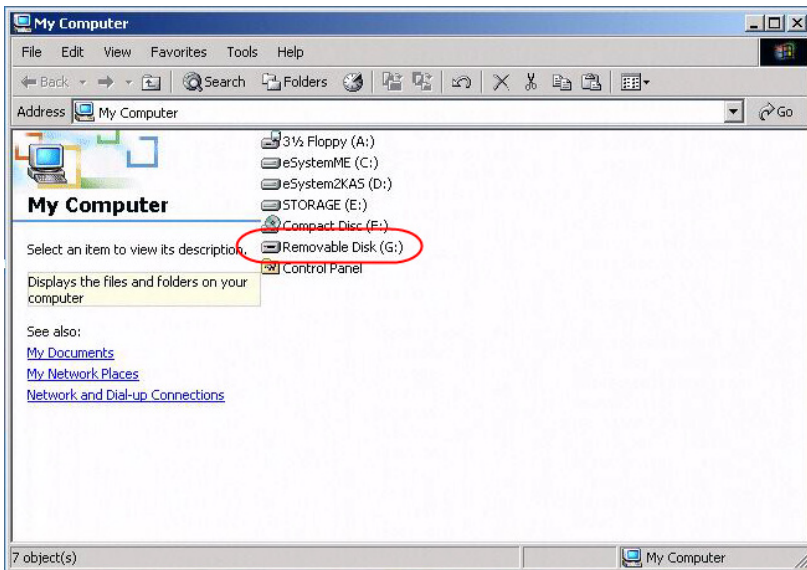 My Computer
File Edit View Favorites Tools Help
Back Search Folders
Address My Computer Go
3½ Floppy (A:)
eSystemME (C:)
eSystem2KAS (D:)
STORAGE (E:)
Compact Disc (F:)
Removable Disk (G:)
Control Panel
My Computer
Select an item to view its description.
Displays the files and folders on your
computer
See also:
My Documents
My Network Places
Network and Dial-up Connections
7 object(s) My Computer